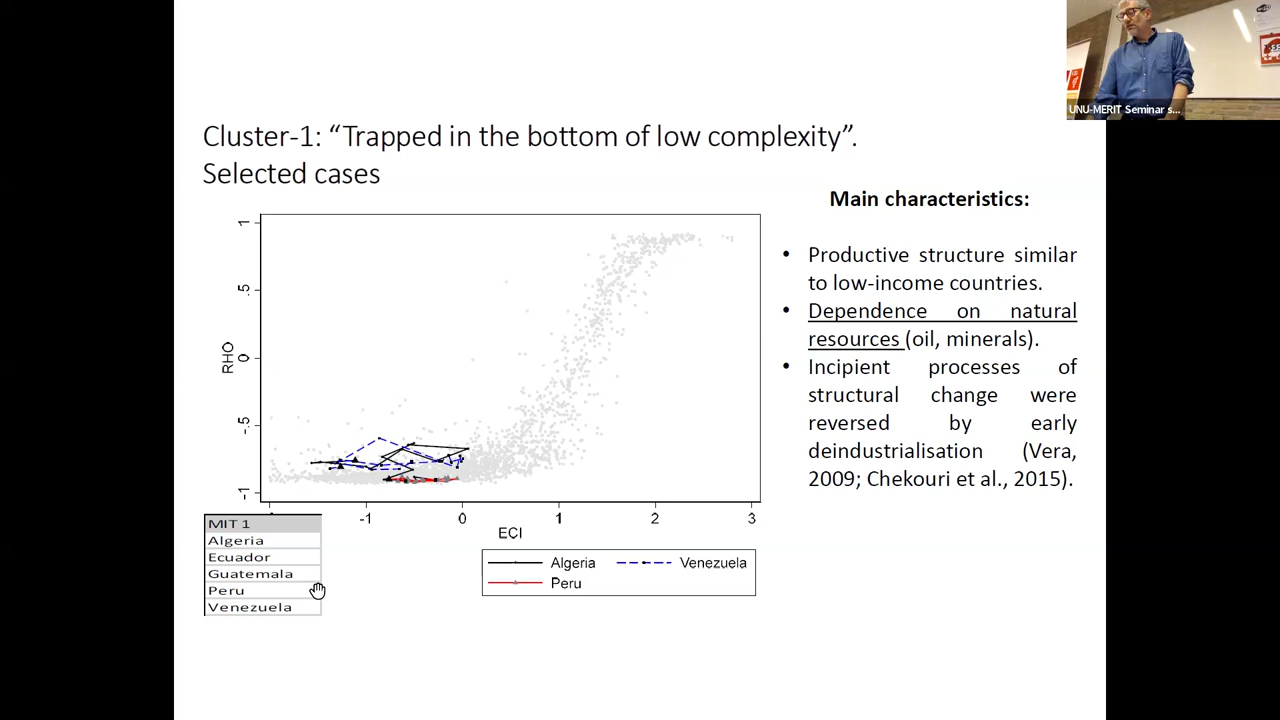 UNU-MERIT Seminar s...
Cluster-1: “Trapped in the bottom of low complexity”.
Selected cases
Main characteristics:
• Productive structure similar
to low-income countries.
• Dependence on natural
resources (oil, minerals).
• Incipient processes of
structural change were
reversed by early
deindustrialisation (Vera,
2009; Chekouri et al., 2015).
RHO
1
.5
0
-.5
-1
-1 0 1 2 3
ECI
Algeria Venezuela
Peru
MIT 1
Algeria
Ecuador
Guatemala
Peru
Venezuela